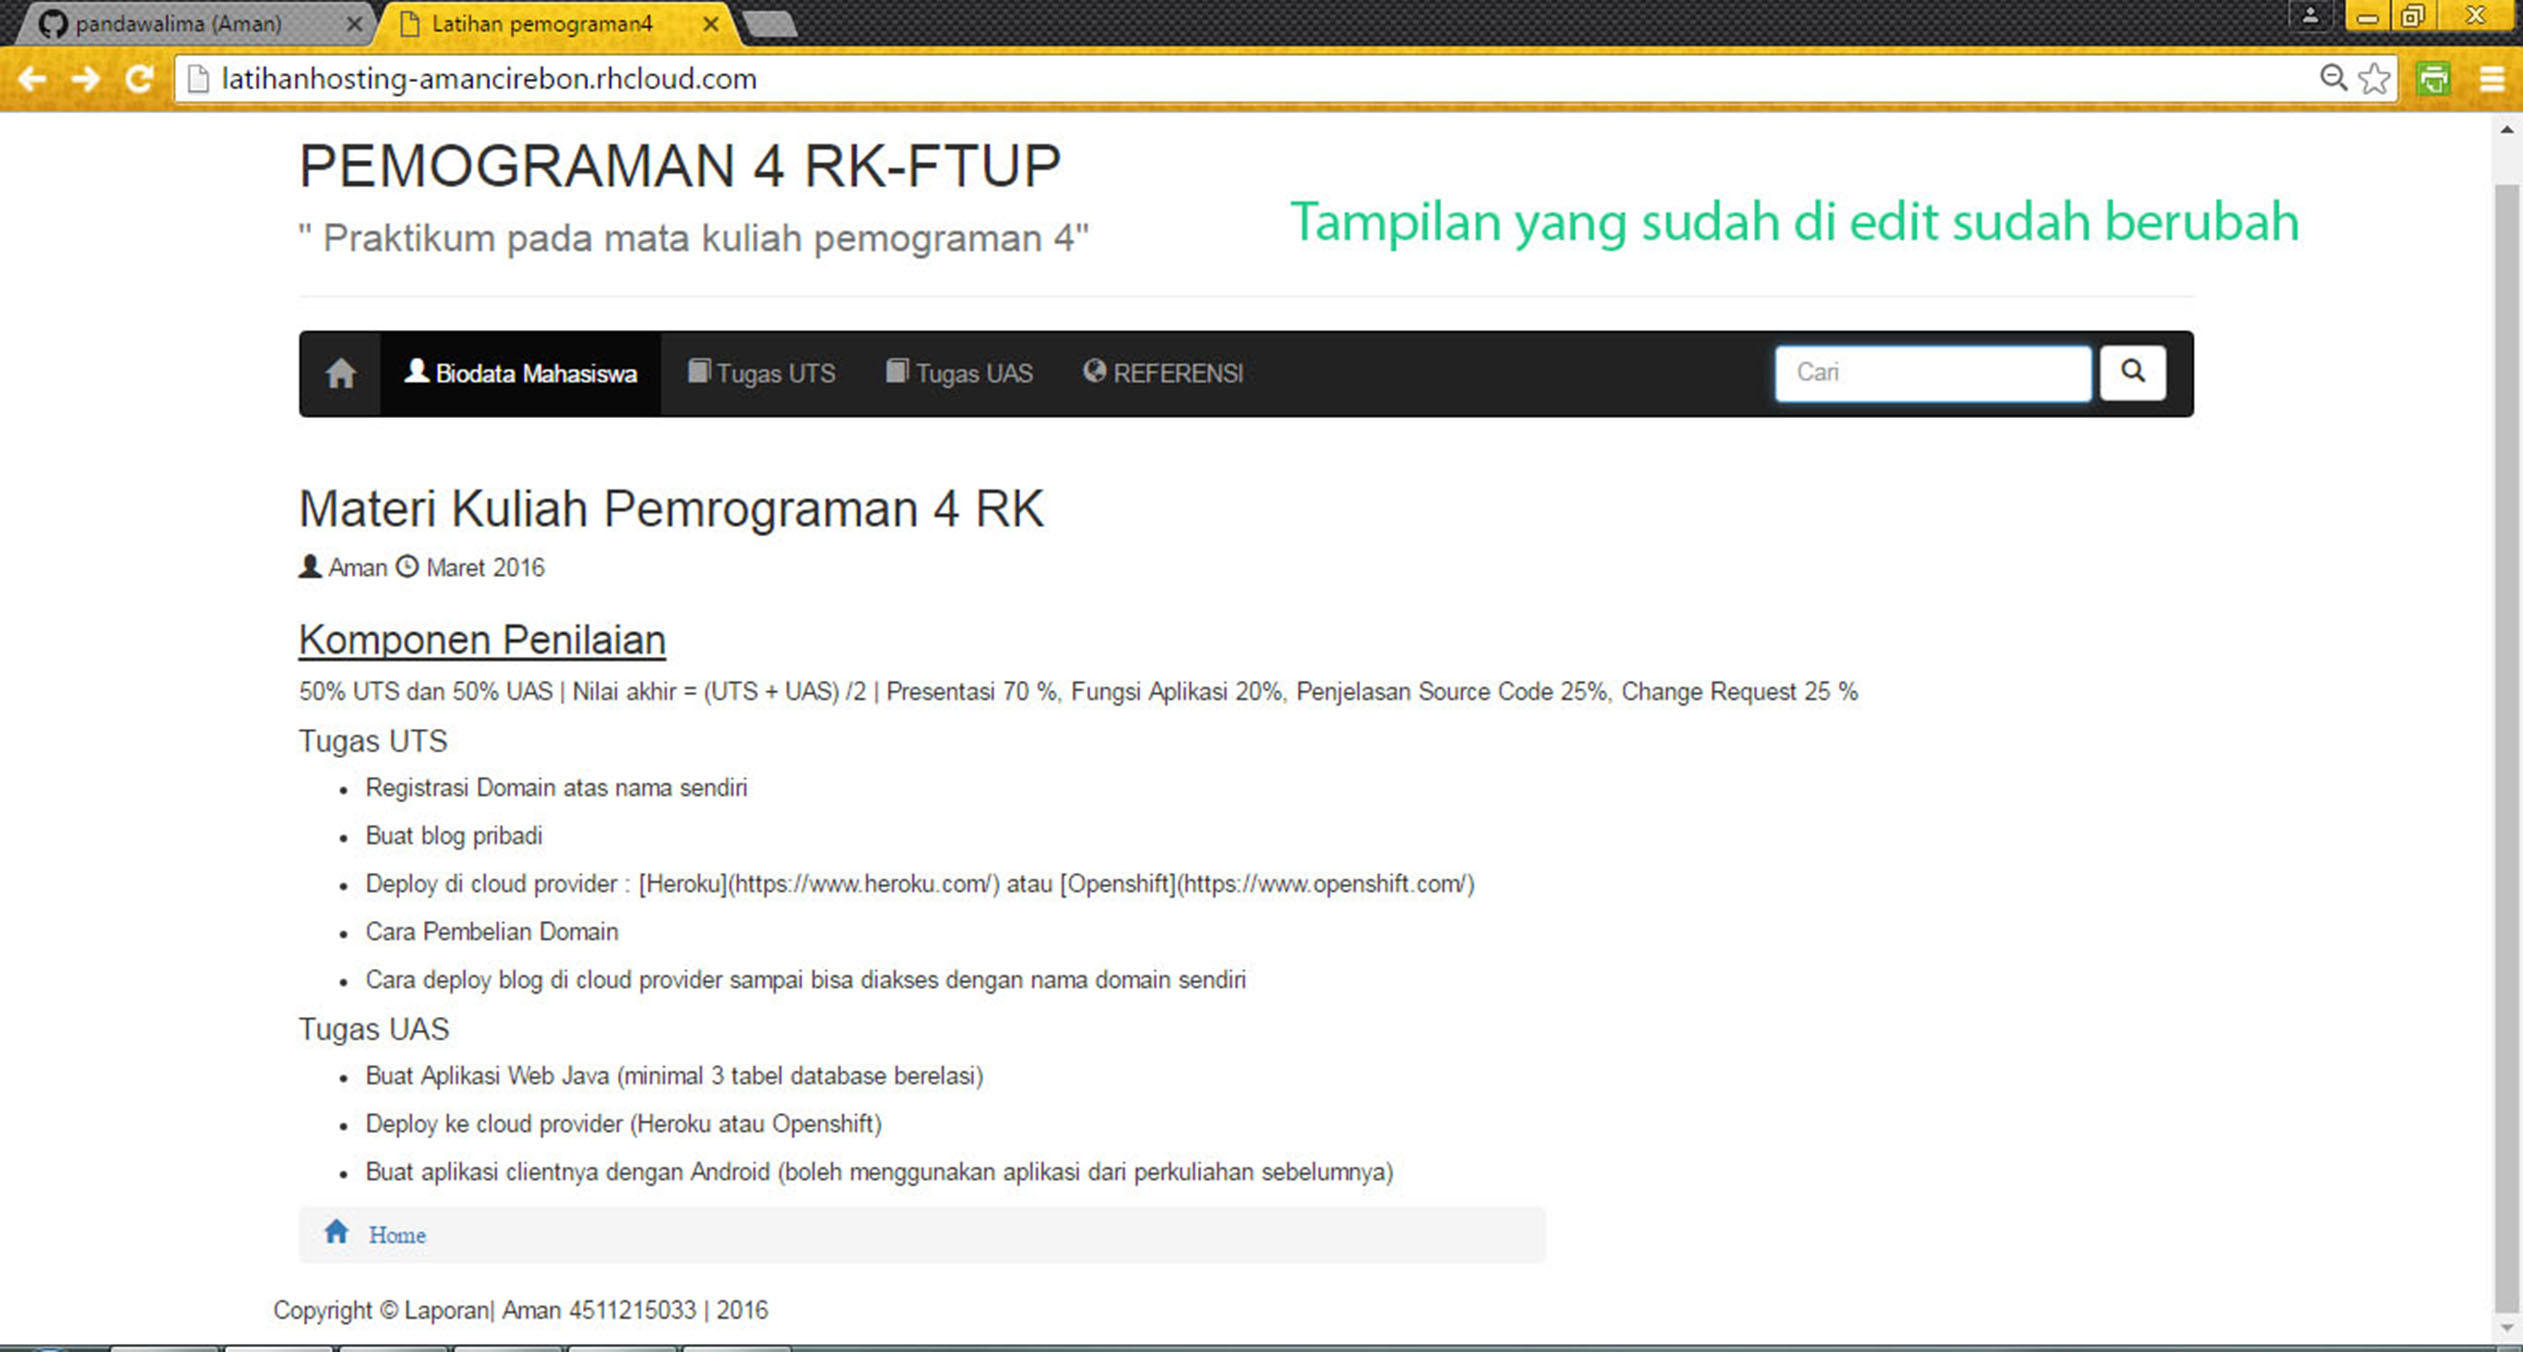 pandawalima (Aman)
Latihan pemograman4
latihanhosting-amancirebon.rhcloud.com
PEMOGRAMAN 4 RK-FTUP
" Praktikum pada mata kuliah pemograman 4"
Tampilan yang sudah di edit sudah berubah
Biodata Mahasiswa Tugas UTS Tugas UAS REFERENSI Cari
Materi Kuliah Pemrograman 4 RK
Aman Maret 2016
Komponen Penilaian
50% UTS dan 50% UAS | Nilai akhir = (UTS + UAS) /2 | Presentasi 70 %, Fungsi Aplikasi 20%, Penjelasan Source Code 25%, Change Request 25 %
Tugas UTS
• Registrasi Domain atas nama sendiri
• Buat blog pribadi
• Deploy di cloud provider : [Heroku](https://www.heroku.com/) atau [Openshift](https://www.openshift.com/)
• Cara Pembelian Domain
• Cara deploy blog di cloud provider sampai bisa diakses dengan nama domain sendiri
Tugas UAS
• Buat Aplikasi Web Java (minimal 3 tabel database berelasi)
• Deploy ke cloud provider (Heroku atau Openshift)
• Buat aplikasi clientnya dengan Android (boleh menggunakan aplikasi dari perkuliahan sebelumnya)
Home
Copyright © Laporan| Aman 4511215033 | 2016